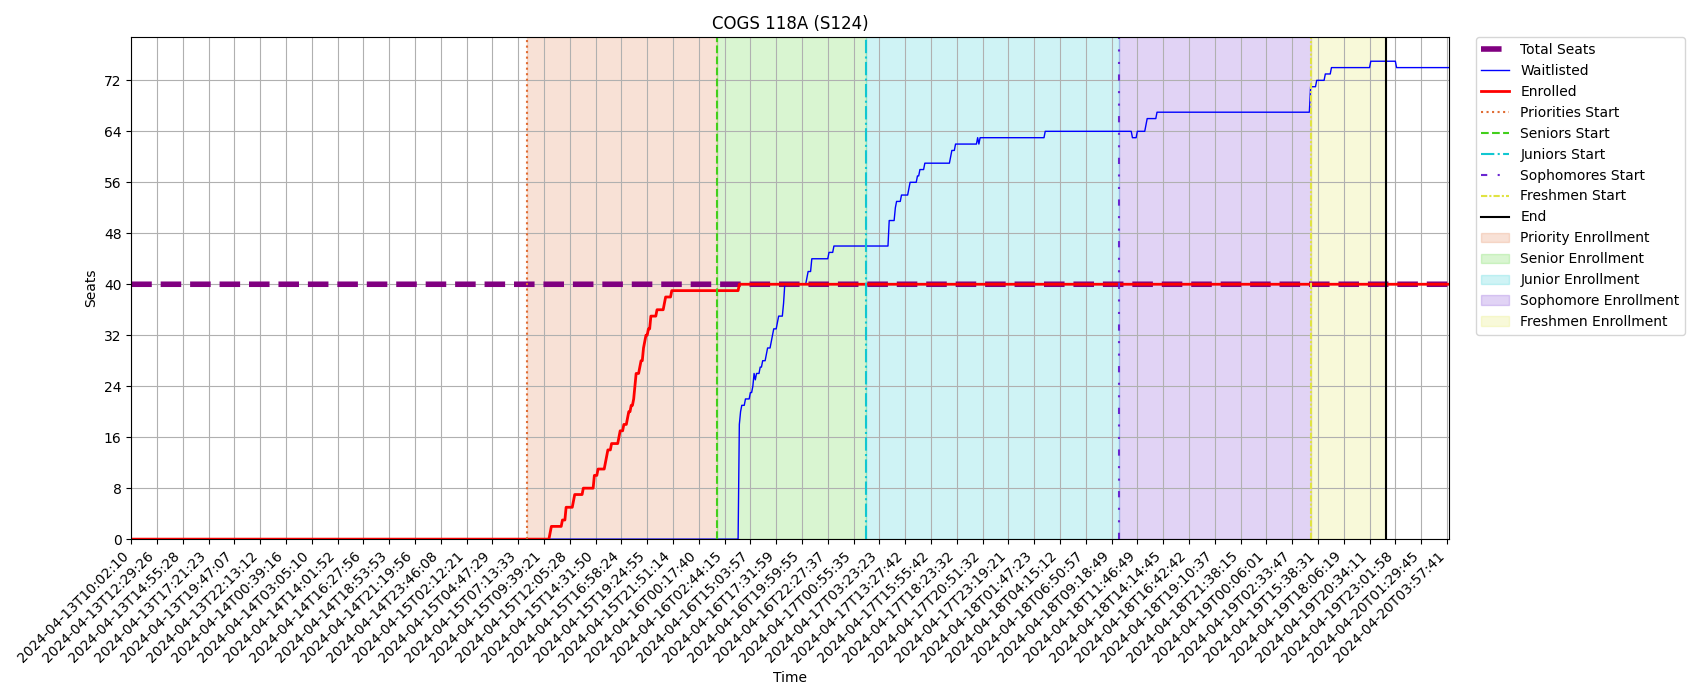 COGS 118A (S124)
Seats
72
64
56
48
40
32
24
16
8
0
2024-04-13T10:02:10
2024-04-13T12:29:26
2024-04-13T14:55:28
2024-04-13T17:21:23
2024-04-13T19:47:07
2024-04-13T22:13:12
2024-04-14T00:39:16
2024-04-14T03:05:10
2024-04-14T14:01:52
2024-04-14T16:27:56
2024-04-14T18:53:53
2024-04-14T21:19:56
2024-04-14T23:46:08
2024-04-15T02:12:21
2024-04-15T04:47:29
2024-04-15T07:13:33
2024-04-15T09:39:21
2024-04-15T12:05:28
2024-04-15T14:31:50
2024-04-15T16:58:24
2024-04-15T19:24:55
2024-04-15T21:51:14
2024-04-16T00:17:40
2024-04-16T02:44:15
2024-04-16T15:03:57
2024-04-16T17:31:59
2024-04-16T19:59:55
2024-04-16T22:27:37
2024-04-17T00:55:35
2024-04-17T03:23:23
2024-04-17T13:27:42
2024-04-17T15:55:42
2024-04-17T18:23:32
2024-04-17T20:51:32
2024-04-17T23:19:21
2024-04-18T01:47:23
2024-04-18T04:15:12
2024-04-18T06:50:57
2024-04-18T09:18:49
2024-04-18T11:46:49
2024-04-18T14:14:45
2024-04-18T16:42:42
2024-04-18T19:10:37
2024-04-18T21:38:15
2024-04-19T00:06:01
2024-04-19T02:33:47
2024-04-19T15:38:31
2024-04-19T18:06:19
2024-04-19T20:34:11
2024-04-19T23:01:58
2024-04-20T01:29:45
2024-04-20T03:57:41
Time
Total Seats
Waitlisted
Enrolled
Priorities Start
Seniors Start
Juniors Start
Sophomores Start
Freshmen Start
End
Priority Enrollment
Senior Enrollment
Junior Enrollment
Sophomore Enrollment
Freshmen Enrollment